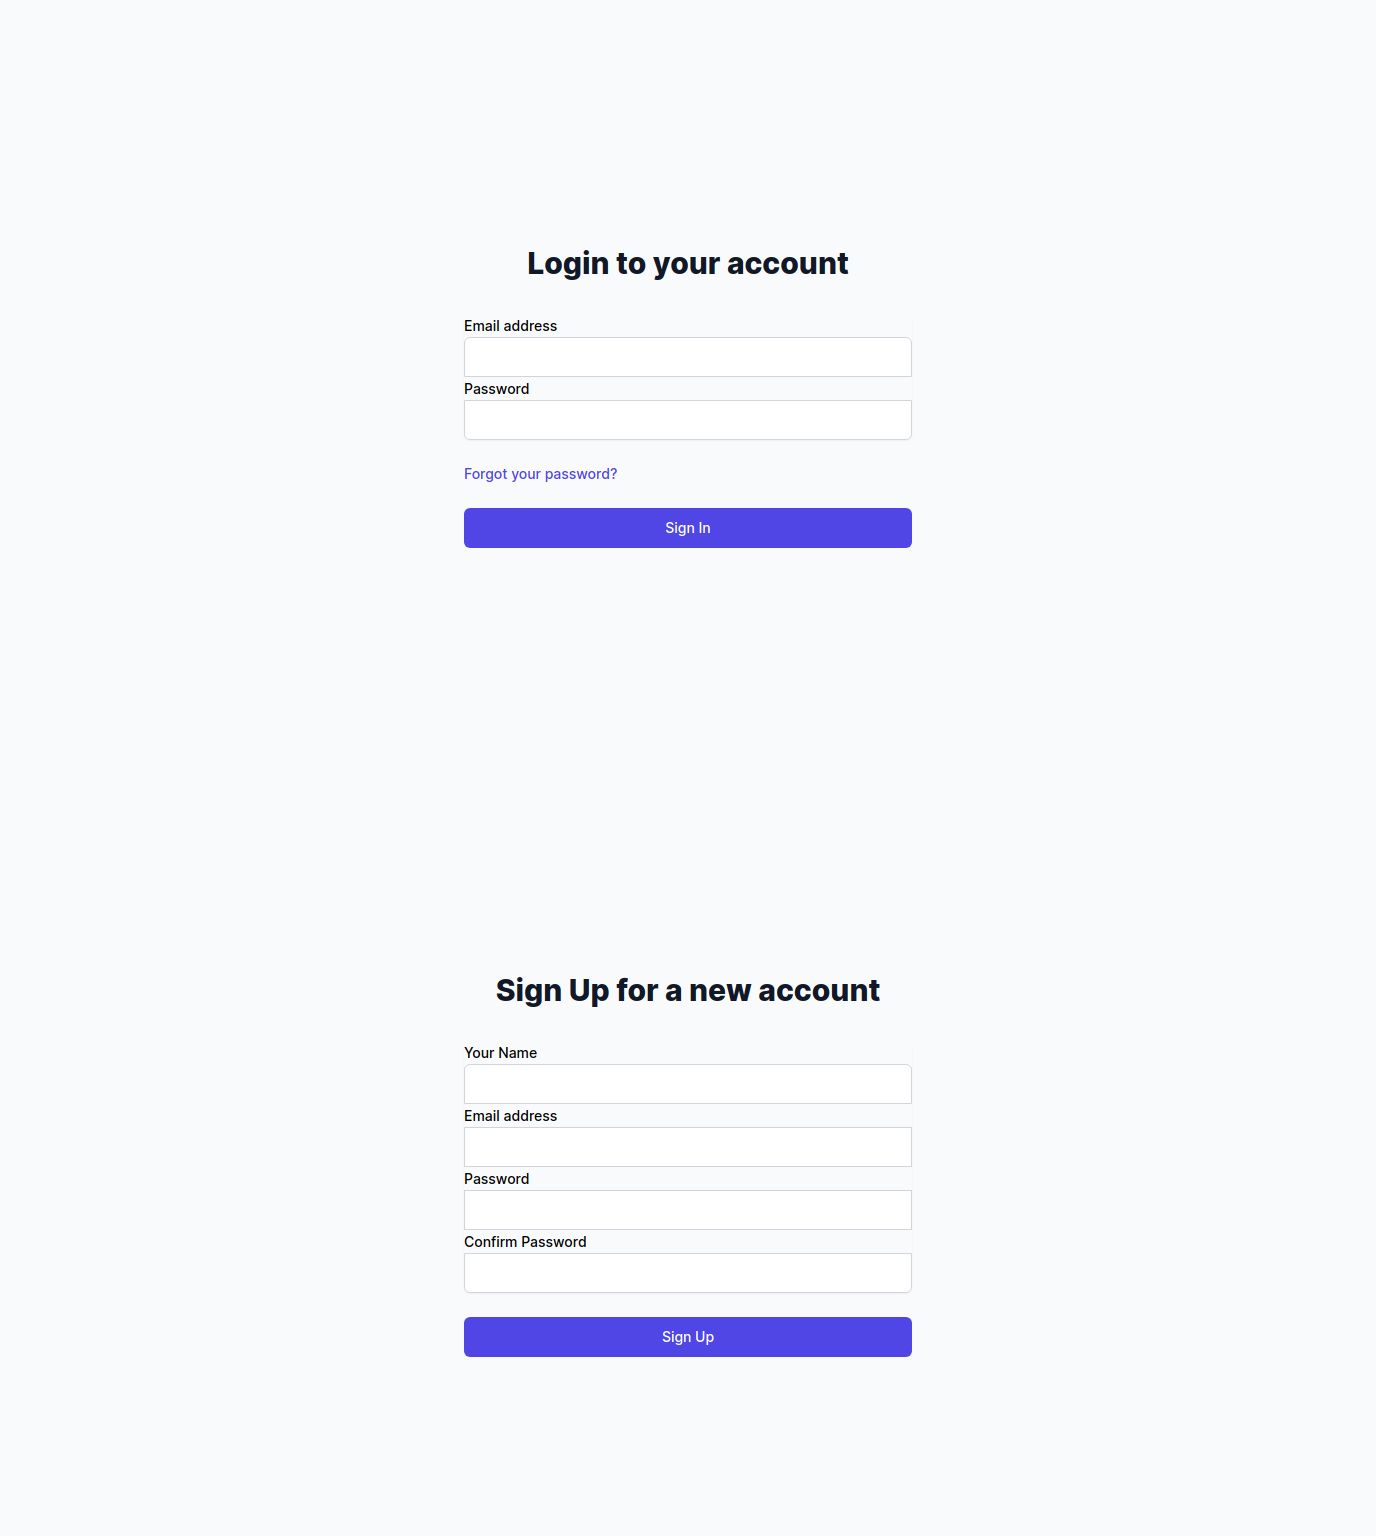 Login to your account
Email address
Password
Forgot your password?
Sign In
Sign Up for a new account
Your Name
Email address
Password
Confirm Password
Sign Up